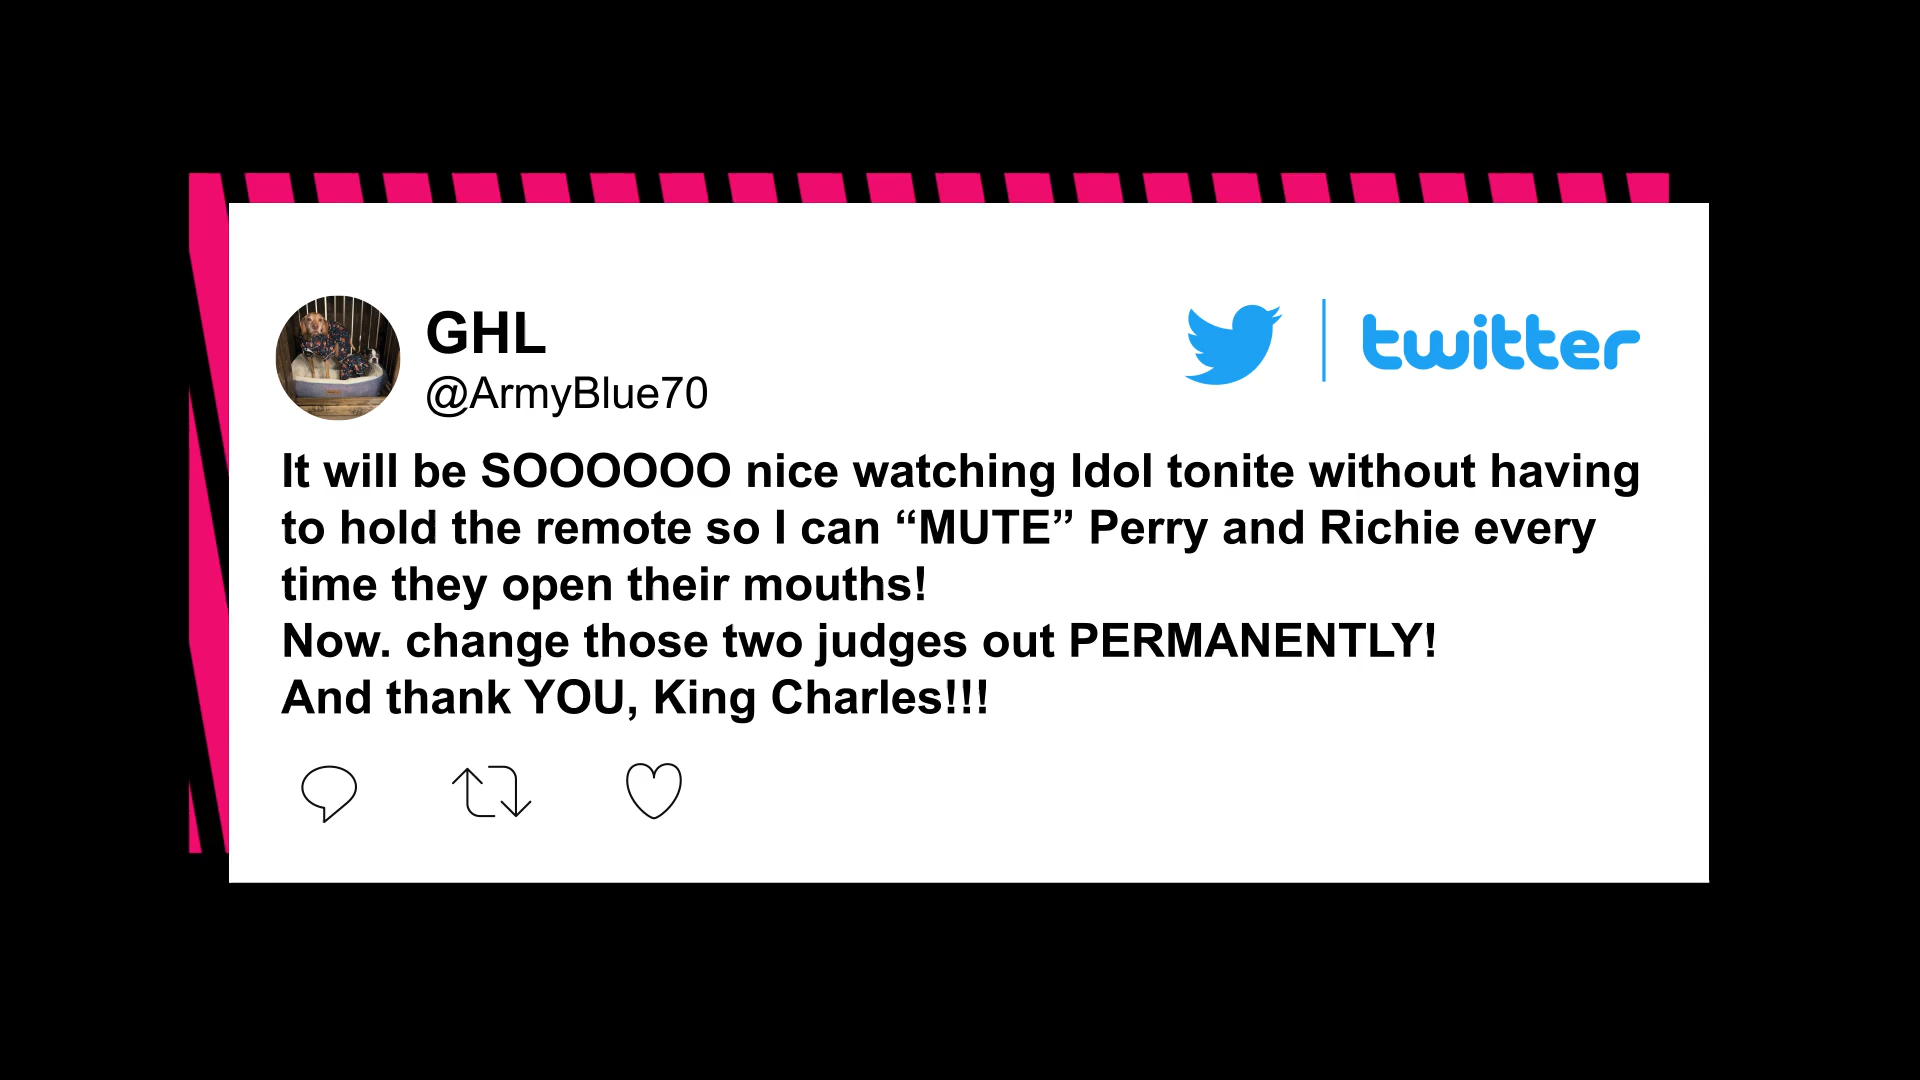 GHL
@ArmyBlue70
twitter
It will be SOOOOOO nice watching Idol tonite without having
to hold the remote so I can “MUTE” Perry and Richie every
time they open their mouths!
Now. change those two judges out PERMANENTLY!
And thank YOU, King Charles!!!